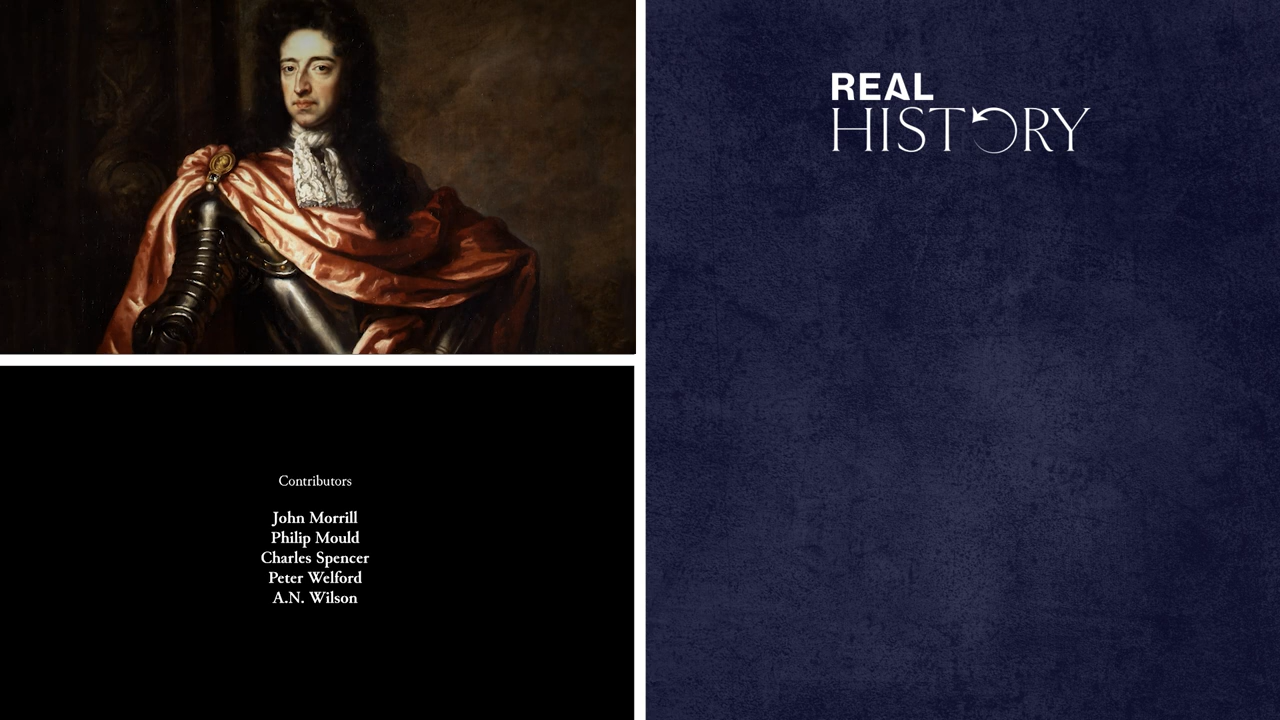 REAL
HISTORY
Contributors
John Morrill
Philip Mould
Charles Spencer
Peter Welford
A.N. Wilson